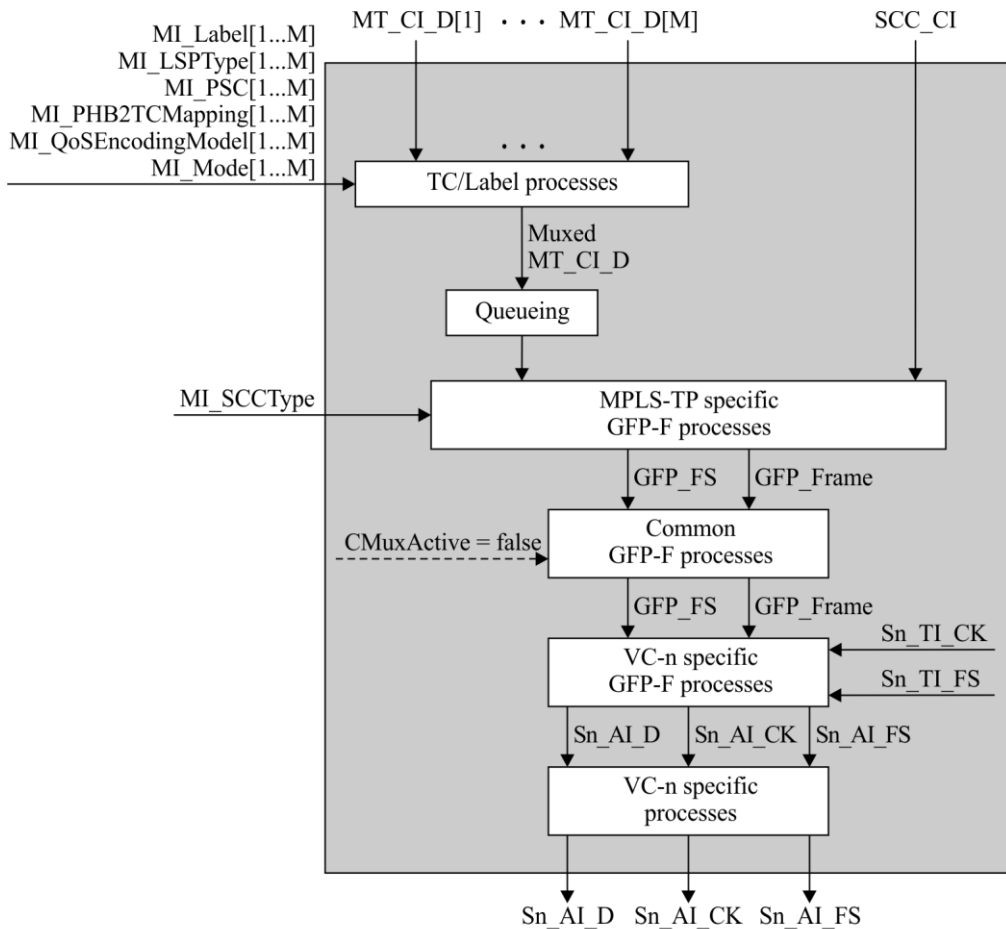 MT_CI_D[1] . . . MT_CI_D[M]
SCC_CI
MI_Label[1...M]
MI_LSPType[1...M]
MI_PSC[1...M]
MI_PHB2TCMapping[1...M]
MI_QoSEncodingModel[1...M]
MI_Mode[1...M]
. . .
TC/Label processes
Muxed
MT_CI_D
Queueing
MI_SCCType
MPLS-TP specific
GFP-F processes
GFP_FS
GFP_Frame
CMuxActive = false
Common
GFP-F processes
GFP_FS
GFP_Frame
Sn_TI_CK
VC-n specific
GFP-F processes
Sn_TI_FS
Sn_AI_D
Sn_AI_CK
Sn_AI_FS
VC-n specific
processes
Sn_AI_D
Sn_AI_CK
Sn_AI_FS